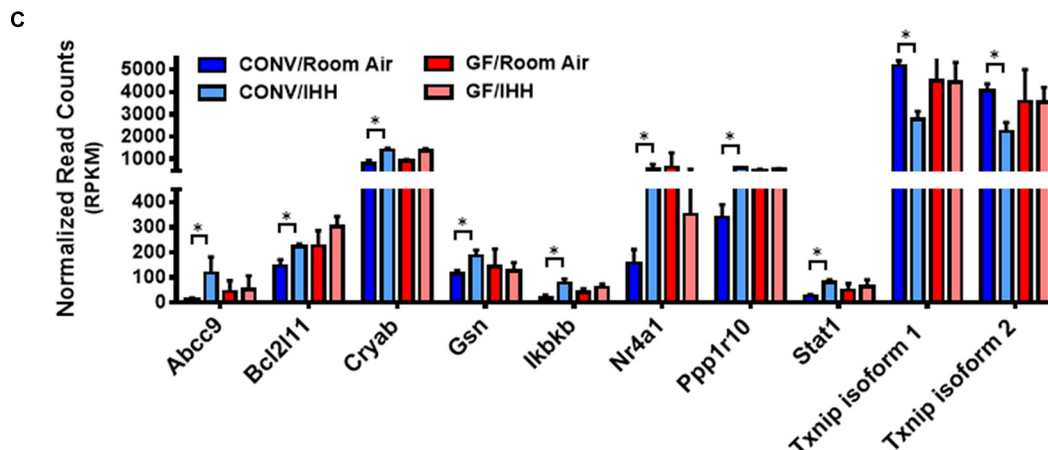 C
Normalized Read Counts
(RPKM)
CONV/Room Air
GF/Room Air
CONV/IHH
GF/IHH
5000
4000
3000
2000
1000
400
300
200
100
0
*
*
*
*
*
*
*
*
*
*
Abcc9
Bcl2l11
Cryab
Gsn
Ikbkb
Nr4a1
Ppp1r10
Stat1
Txnip isoform 1
Txnip isoform 2